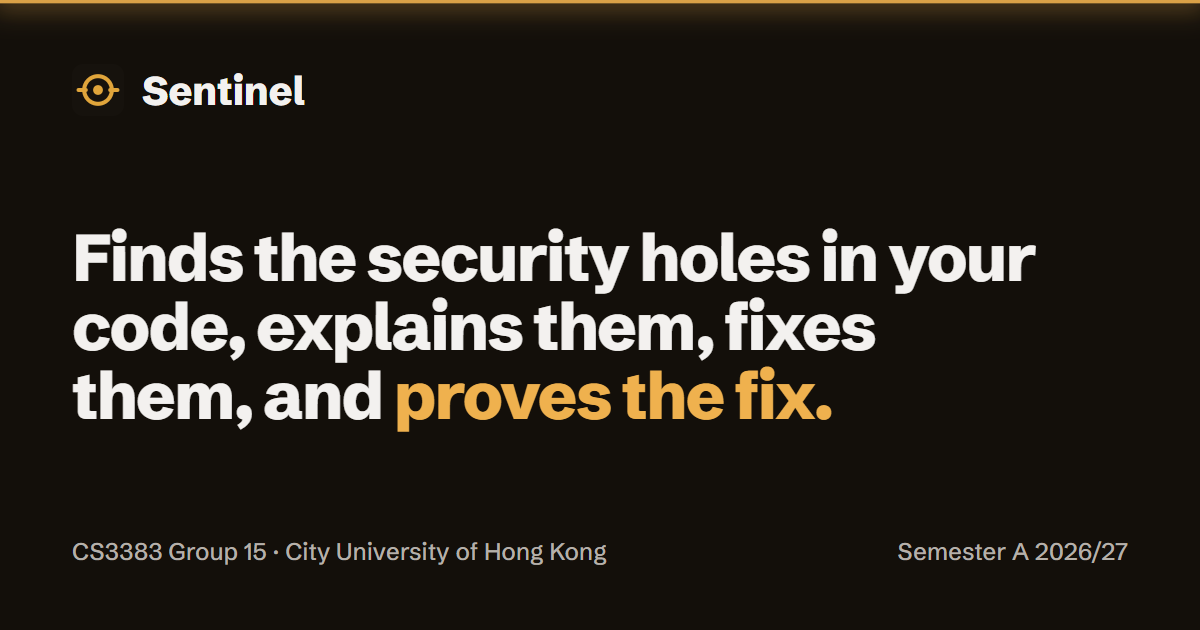 Sentinel
Finds the security holes in your
code, explains them, fixes
them, and proves the fix.
CS3383 Group 15 · City University of Hong Kong
Semester A 2026/27